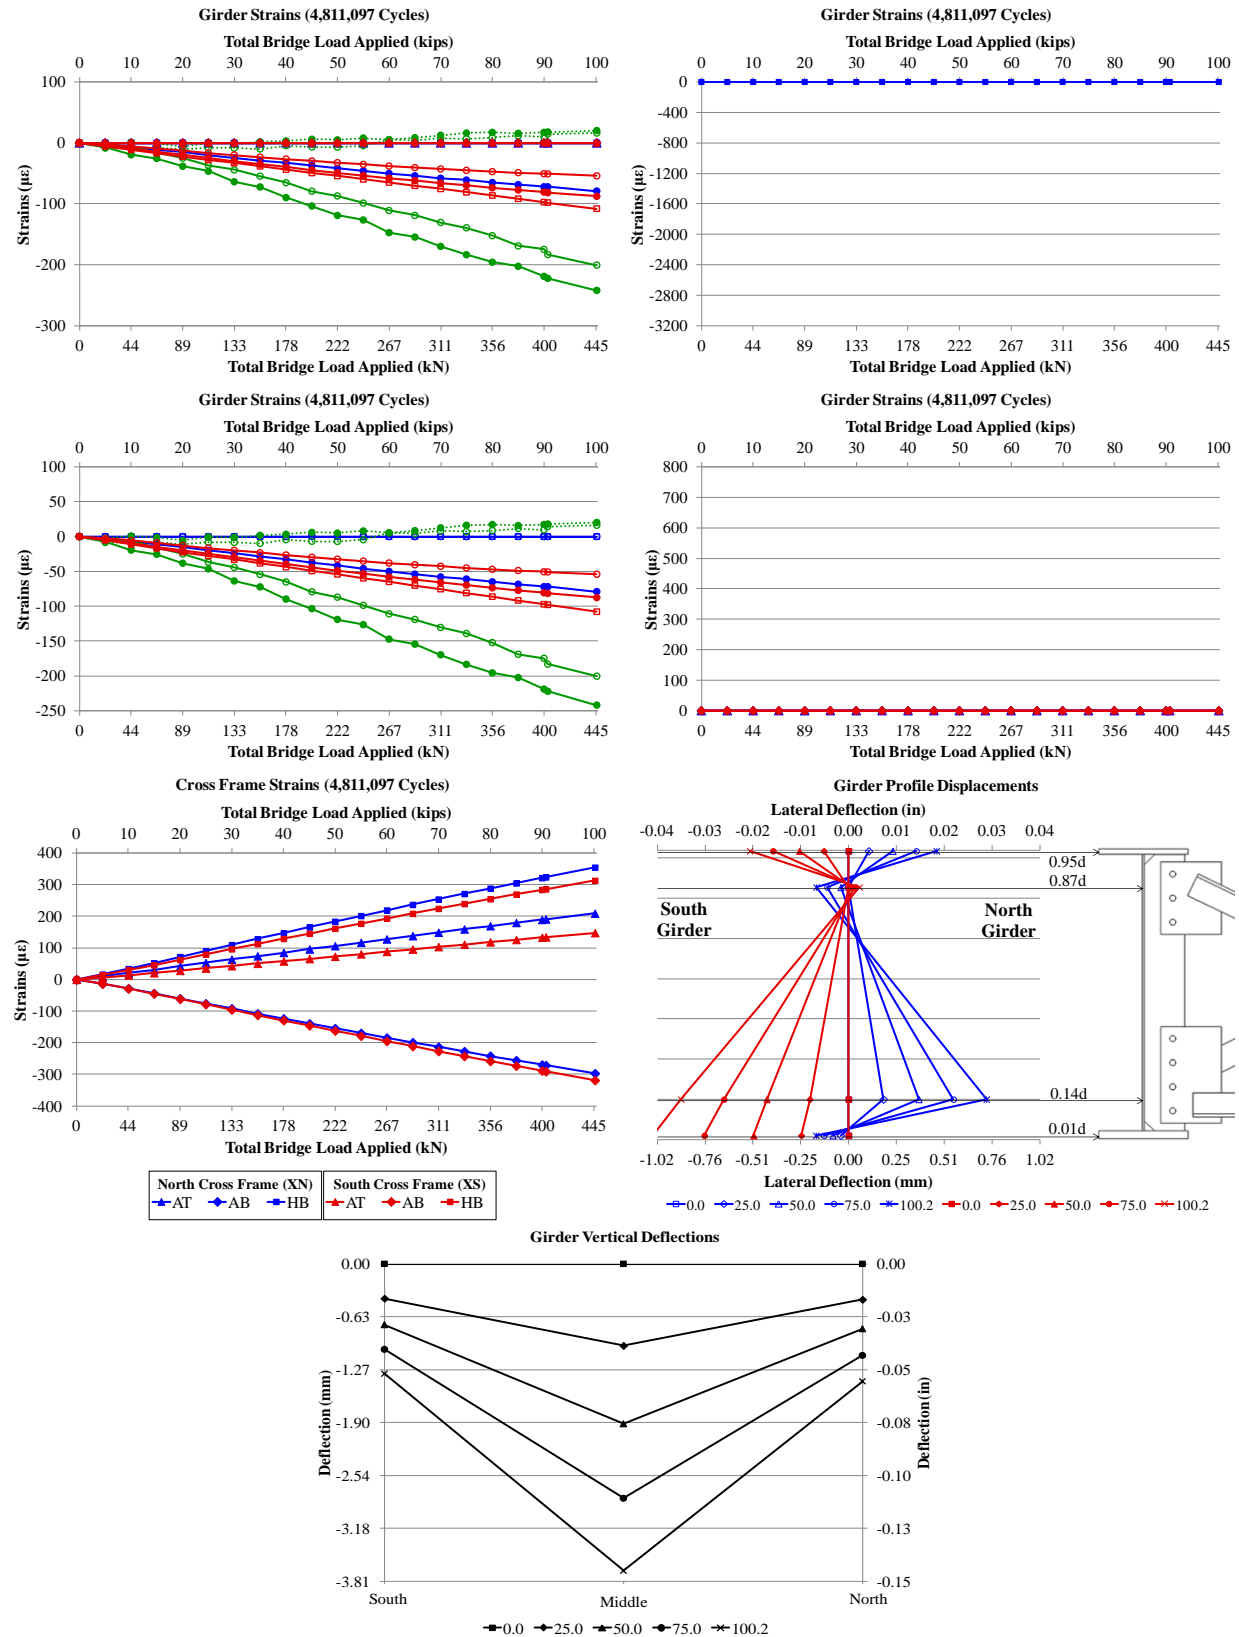 Girder Strains (4,811,097 Cycles)
Total Bridge Load Applied (kips)
0 10 20 30 40 50 60 70 80 90 100
Strains (με)
100
0
-100
-200
-300
0 44 89 133 178 222 267 311 356 400 445
Total Bridge Load Applied (kN)
Girder Strains (4,811,097 Cycles)
Total Bridge Load Applied (kips)
0 10 20 30 40 50 60 70 80 90 100
Strains (με)
0
-400
-800
-1200
-1600
-2000
-2400
-2800
-3200
0 44 89 133 178 222 267 311 356 400 445
Total Bridge Load Applied (kN)
Girder Strains (4,811,097 Cycles)
Total Bridge Load Applied (kips)
0 10 20 30 40 50 60 70 80 90 100
Strains (με)
100
50
0
-50
-100
-150
-200
-250
0 44 89 133 178 222 267 311 356 400 445
Total Bridge Load Applied (kN)
Girder Strains (4,811,097 Cycles)
Total Bridge Load Applied (kips)
0 10 20 30 40 50 60 70 80 90 100
Strains (με)
800
700
600
500
400
300
200
100
0
0 44 89 133 178 222 267 311 356 400 445
Total Bridge Load Applied (kN)
Cross Frame Strains (4,811,097 Cycles)
Total Bridge Load Applied (kips)
0 10 20 30 40 50 60 70 80 90 100
Strains (με)
400
300
200
100
0
-100
-200
-300
-400
0 44 89 133 178 222 267 311 356 400 445
Total Bridge Load Applied (kN)
North Cross Frame (XN) South Cross Frame (XS)
AT AB HB AT AB HB
Girder Profile Displacements
Lateral Deflection (in)
-0.04 -0.03 -0.02 -0.01 0.00 0.01 0.02 0.03 0.04
0.95d
0.87d
South
Girder
North
Girder
0.14d
0.01d
-1.02 -0.76 -0.51 -0.25 0.00 0.25 0.51 0.76 1.02
Lateral Deflection (mm)
0.0 25.0 50.0 75.0 100.2 0.0 25.0 50.0 75.0 100.2
Girder Vertical Deflections
Deflection (mm)
0.00
-0.63
-1.27
-1.90
-2.54
-3.18
-3.81
0.00
-0.03
-0.05
-0.08
-0.10
-0.13
-0.15
Deflection (in)
South Middle North
0.0 25.0 50.0 75.0 100.2